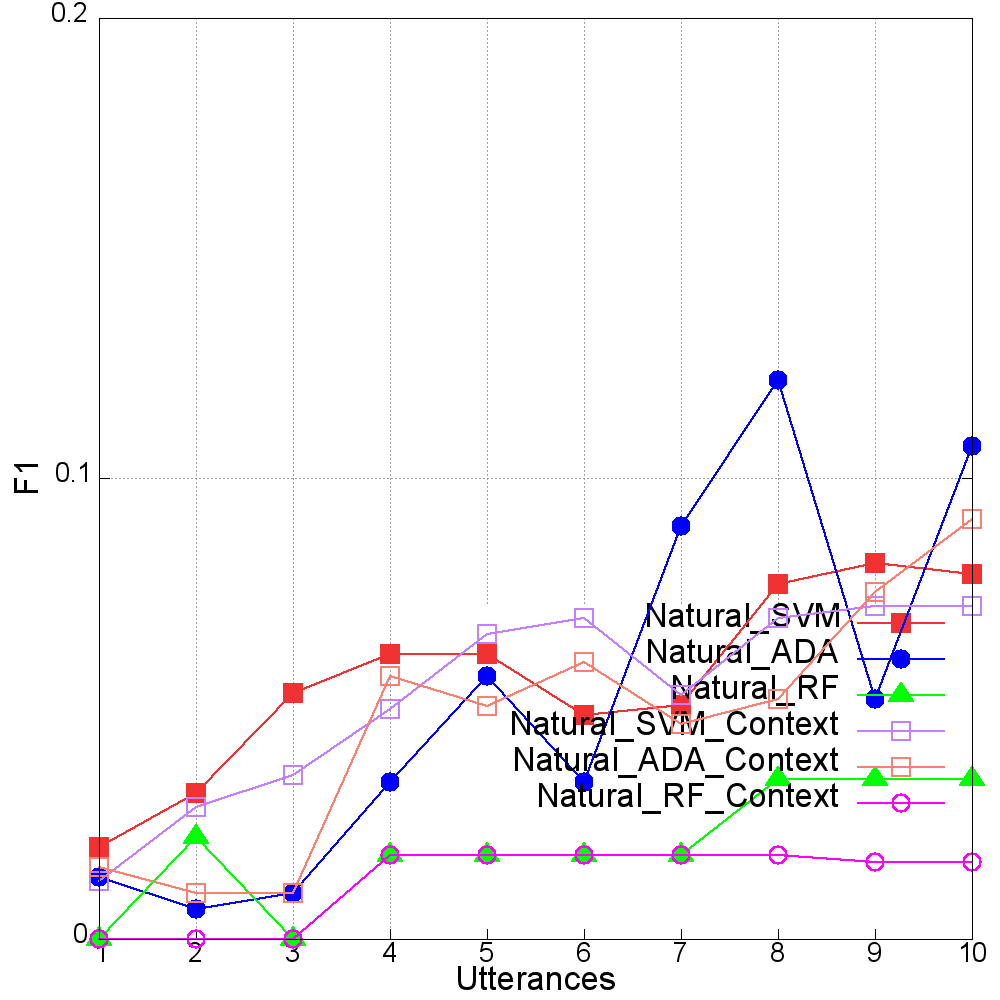 0.2
0.1
0
F1
Natural_SVM
Natural_ADA
Natural_RF
Natural_SVM_Context
Natural_ADA_Context
Natural_RF_Context
1 2 3 4 5 6 7 8 9 10
Utterances